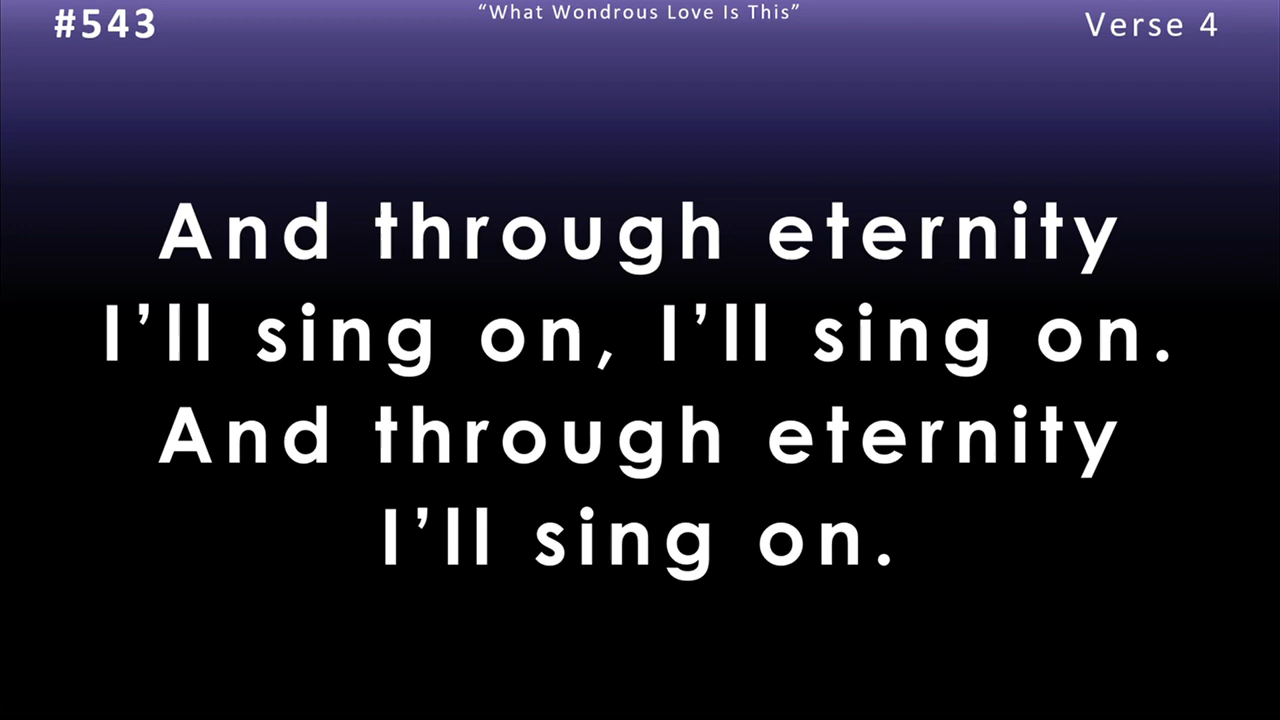 #543
“What Wondrous Love Is This”
Verse 4
And through eternity
I’ll sing on, I’ll sing on.
And through eternity
I’ll sing on.